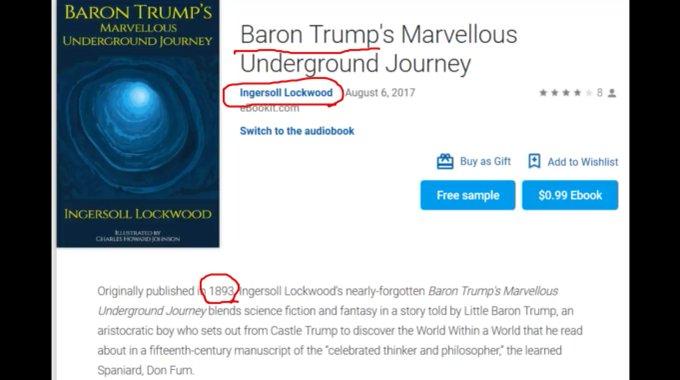 BARON TRUMP'S
MARVELLOUS
UNDERGROUND JOURNEY
INGERSOLL LOCKWOOD
ILLUSTRATED BY
CHARLES HOWARD JOHNSON
Baron Trump's Marvellous
Underground Journey
Ingersoll Lockwood August 6, 2017
eBookit.com
8
Switch to the audiobook
Buy as Gift Add to Wishlist
Free sample $0.99 Ebook
Originally published in 1893, Ingersoll Lockwood's nearly-forgotten Baron Trump's Marvellous
Underground Journey blends science fiction and fantasy in a story told by Little Baron Trump, an
aristocratic boy who sets out from Castle Trump to discover the World Within a World that he read
about in a fifteenth-century manuscript of the "celebrated thinker and philosopher," the learned
Spaniard, Don Fum.